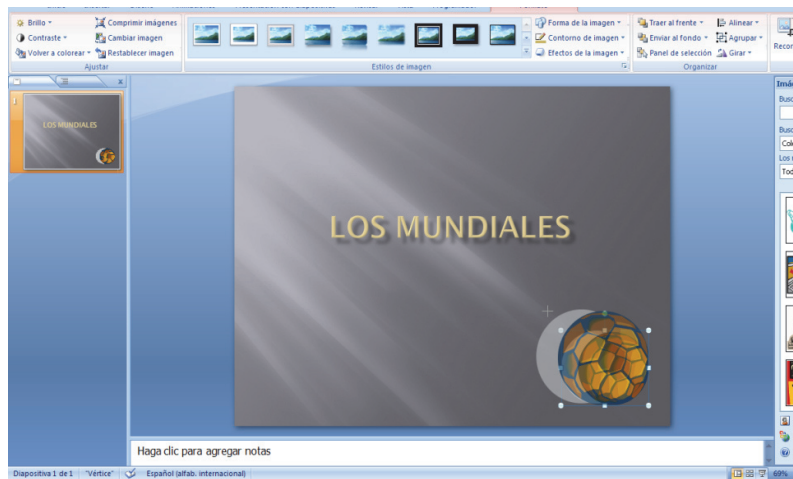 Brillo Comprimir imágenes Forma de la imagen Traer al frente Alinear
Contraste Cambiar imagen Contorno de imagen Enviar al fondo Agrupar
Volver a colorear Restablecer imagen Efectos de la imagen Panel de selección Girar
Ajustar Estilos de imagen Organizar
1
LOS MUNDIALES
LOS MUNDIALES
Haga clic para agregar notas
Diapositiva 1 de 1 "Vértice" Español (alfab. internacional) 69%